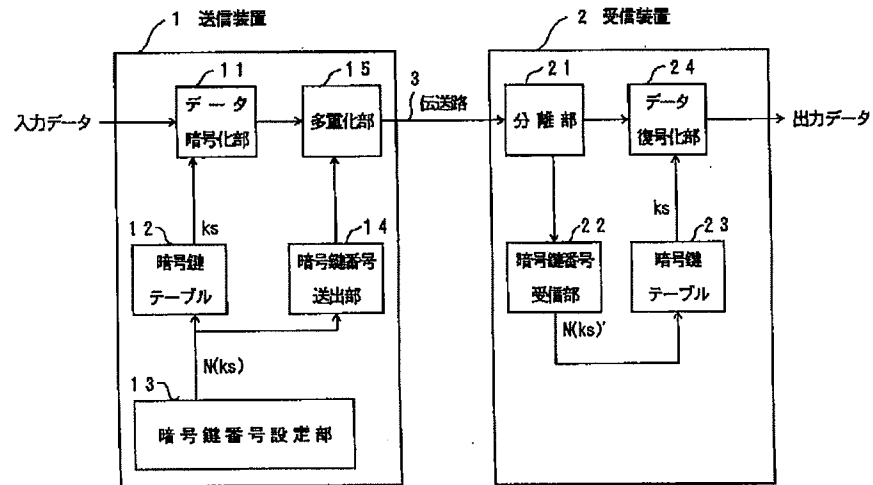 1 送信装置
2 受信装置
11
15
3
21
24
入力データ
データ
暗号化部
多重化部
伝送路
分離部
データ
復号化部
出力データ
ks
ks
12
14
22
23
暗号鍵
テーブル
暗号鍵番号
送出部
暗号鍵番号
受信部
暗号鍵
テーブル
N(ks)
N(ks)'
13
暗号鍵番号設定部